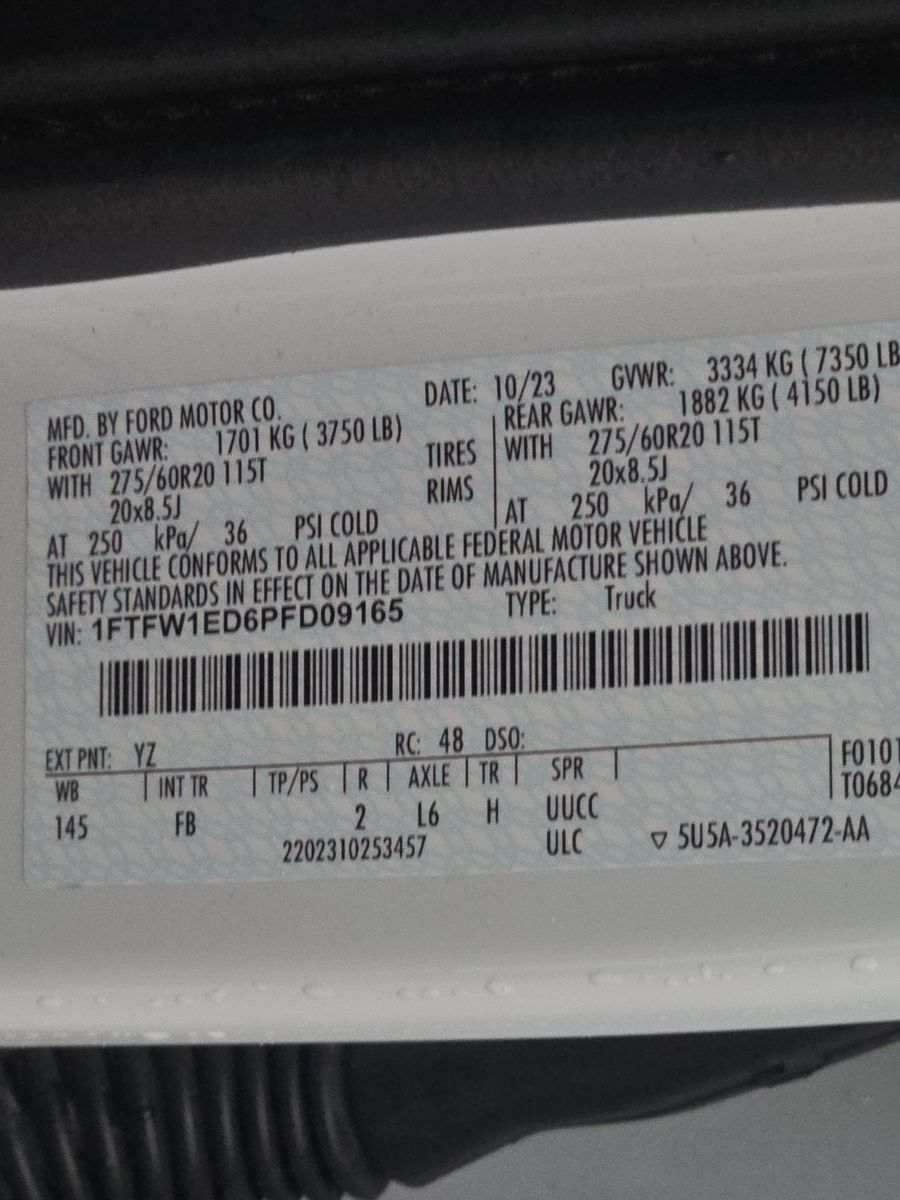 MFD. BY FORD MOTOR CO. DATE: 10/23 GVWR: 3334 KG ( 7350 LB
FRONT GAWR: 1701 KG ( 3750 LB) REAR GAWR: 1882 KG ( 4150 LB)
WITH 275/60R20 115T TIRES WITH 275/60R20 115T
20x8.5J RIMS 20x8.5J
AT 250 kPa/ 36 PSI COLD AT 250 kPa/ 36 PSI COLD
THIS VEHICLE CONFORMS TO ALL APPLICABLE FEDERAL MOTOR VEHICLE
SAFETY STANDARDS IN EFFECT ON THE DATE OF MANUFACTURE SHOWN ABOVE.
VIN: 1FTFW1ED6PFD09165 TYPE: Truck
EXT PNT: YZ RC: 48 DSO:
WB INT TR TP/PS R AXLE TR SPR F0101
145 FB 2 L6 H UUCC T0684
2202310253457 ULC ▽ 5U5A-3520472-AA